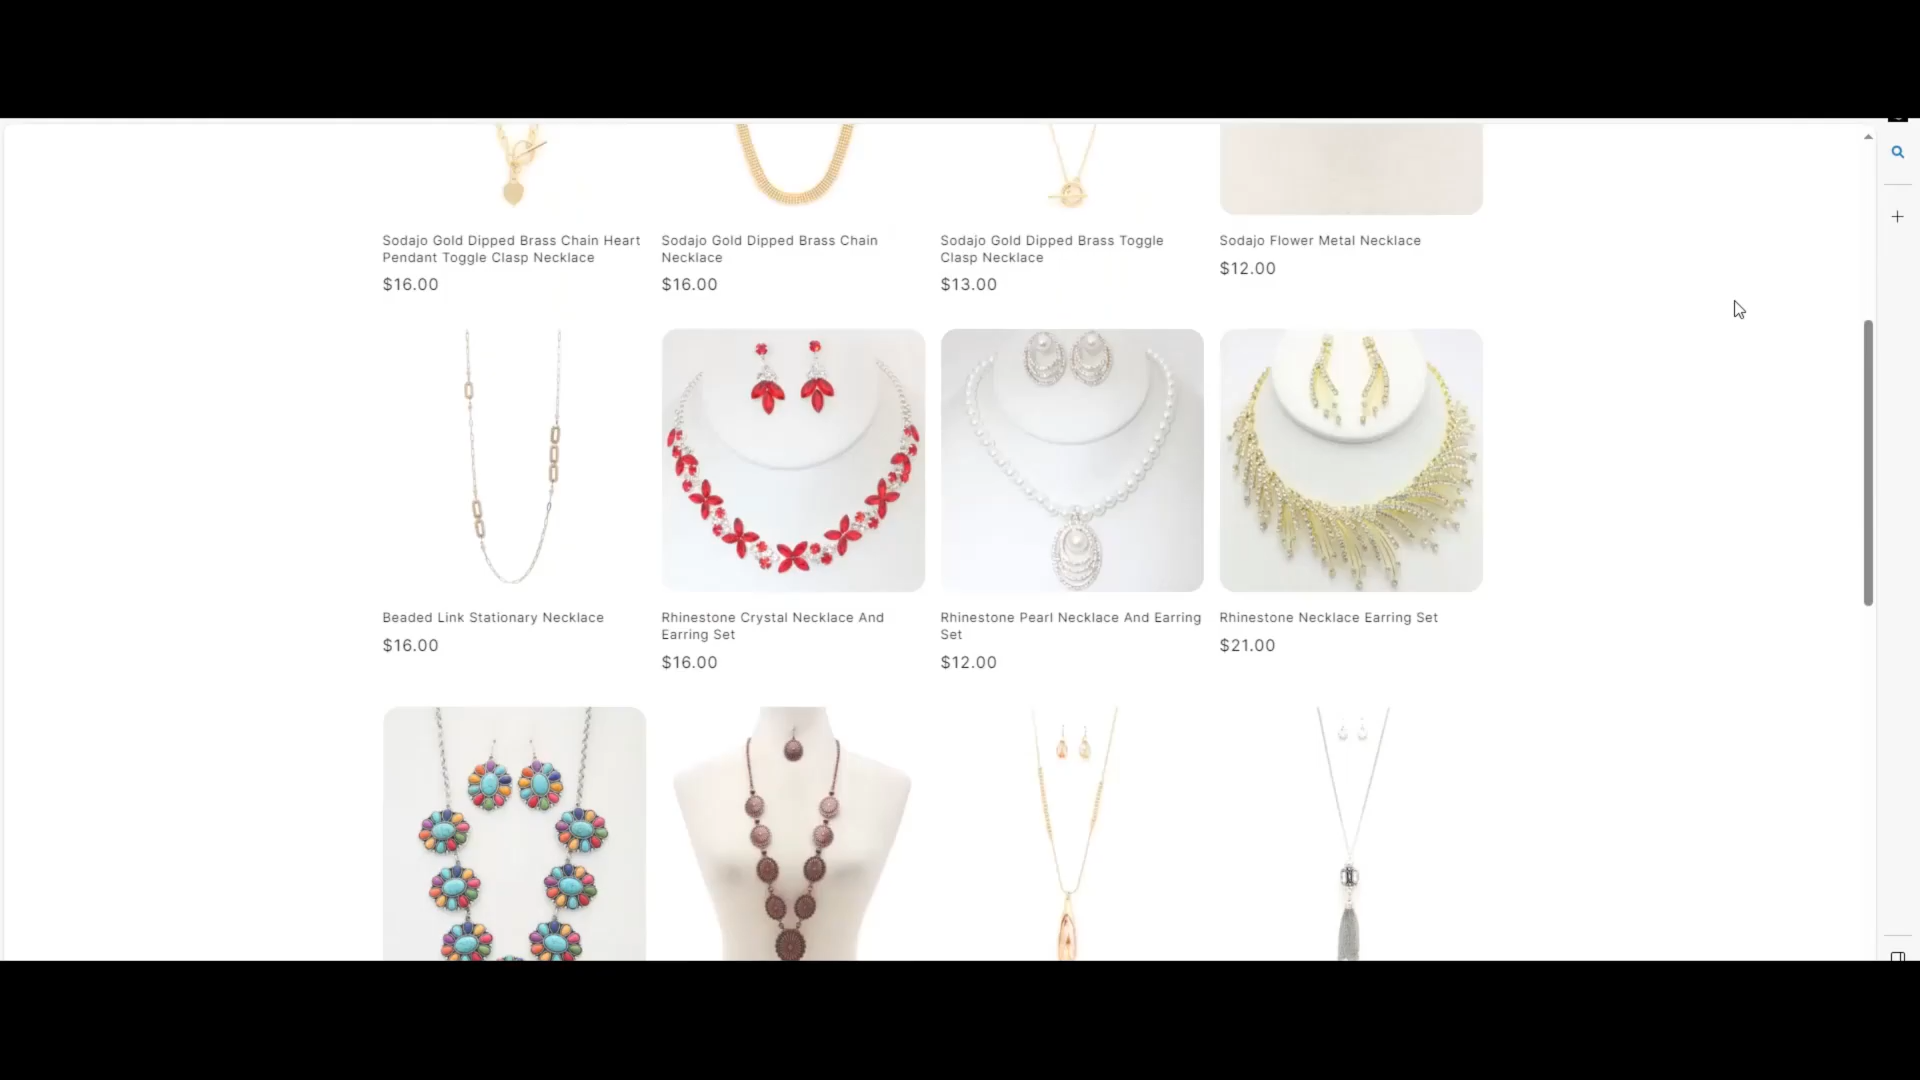 Sodajo Gold Dipped Brass Chain Heart
Pendant Toggle Clasp Necklace
$16.00
Sodajo Gold Dipped Brass Chain
Necklace
$16.00
Sodajo Gold Dipped Brass Toggle
Clasp Necklace
$13.00
Sodajo Flower Metal Necklace
$12.00
Beaded Link Stationary Necklace
$16.00
Rhinestone Crystal Necklace And
Earring Set
$16.00
Rhinestone Pearl Necklace And Earring
Set
$12.00
Rhinestone Necklace Earring Set
$21.00